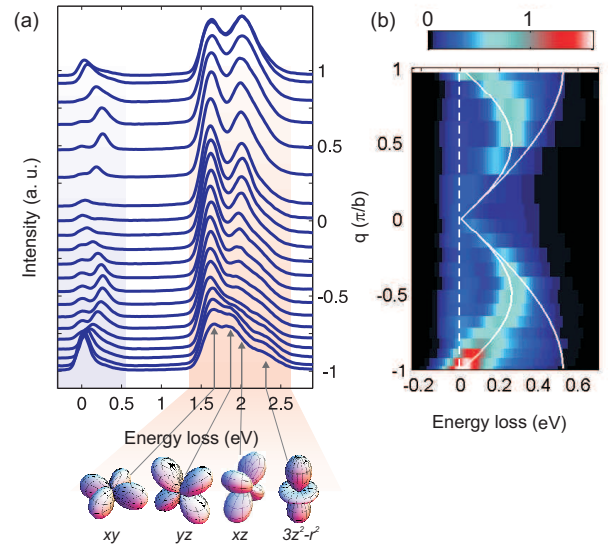 (a)
Intensity (a. u.)
1
0.5
0
-0.5
-1
0 0.5 1 1.5 2 2.5
Energy loss (eV)
xy yz xz 3z²-r²
(b)
0 1
q (π/b)
1
0.5
0
-0.5
-1
-0.2 0 0.2 0.4 0.6
Energy loss (eV)